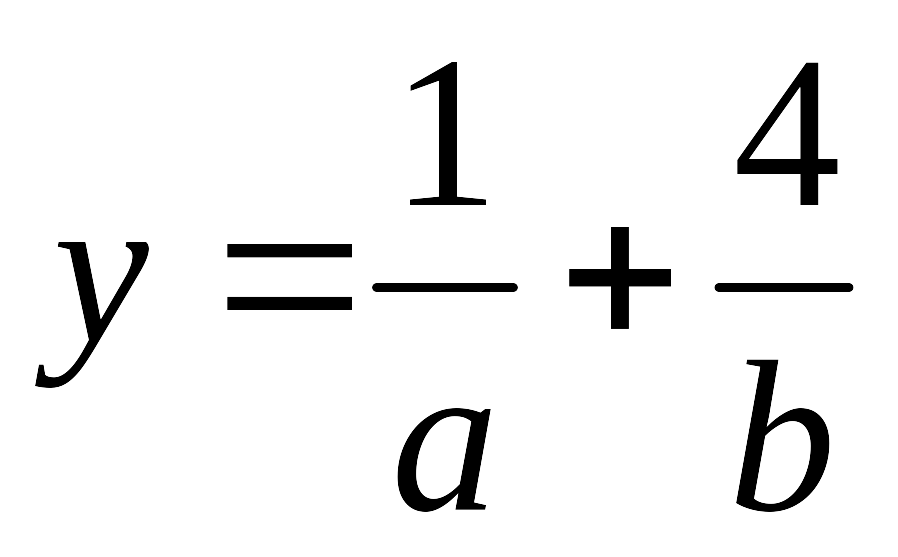 y = 1/a + 4/b